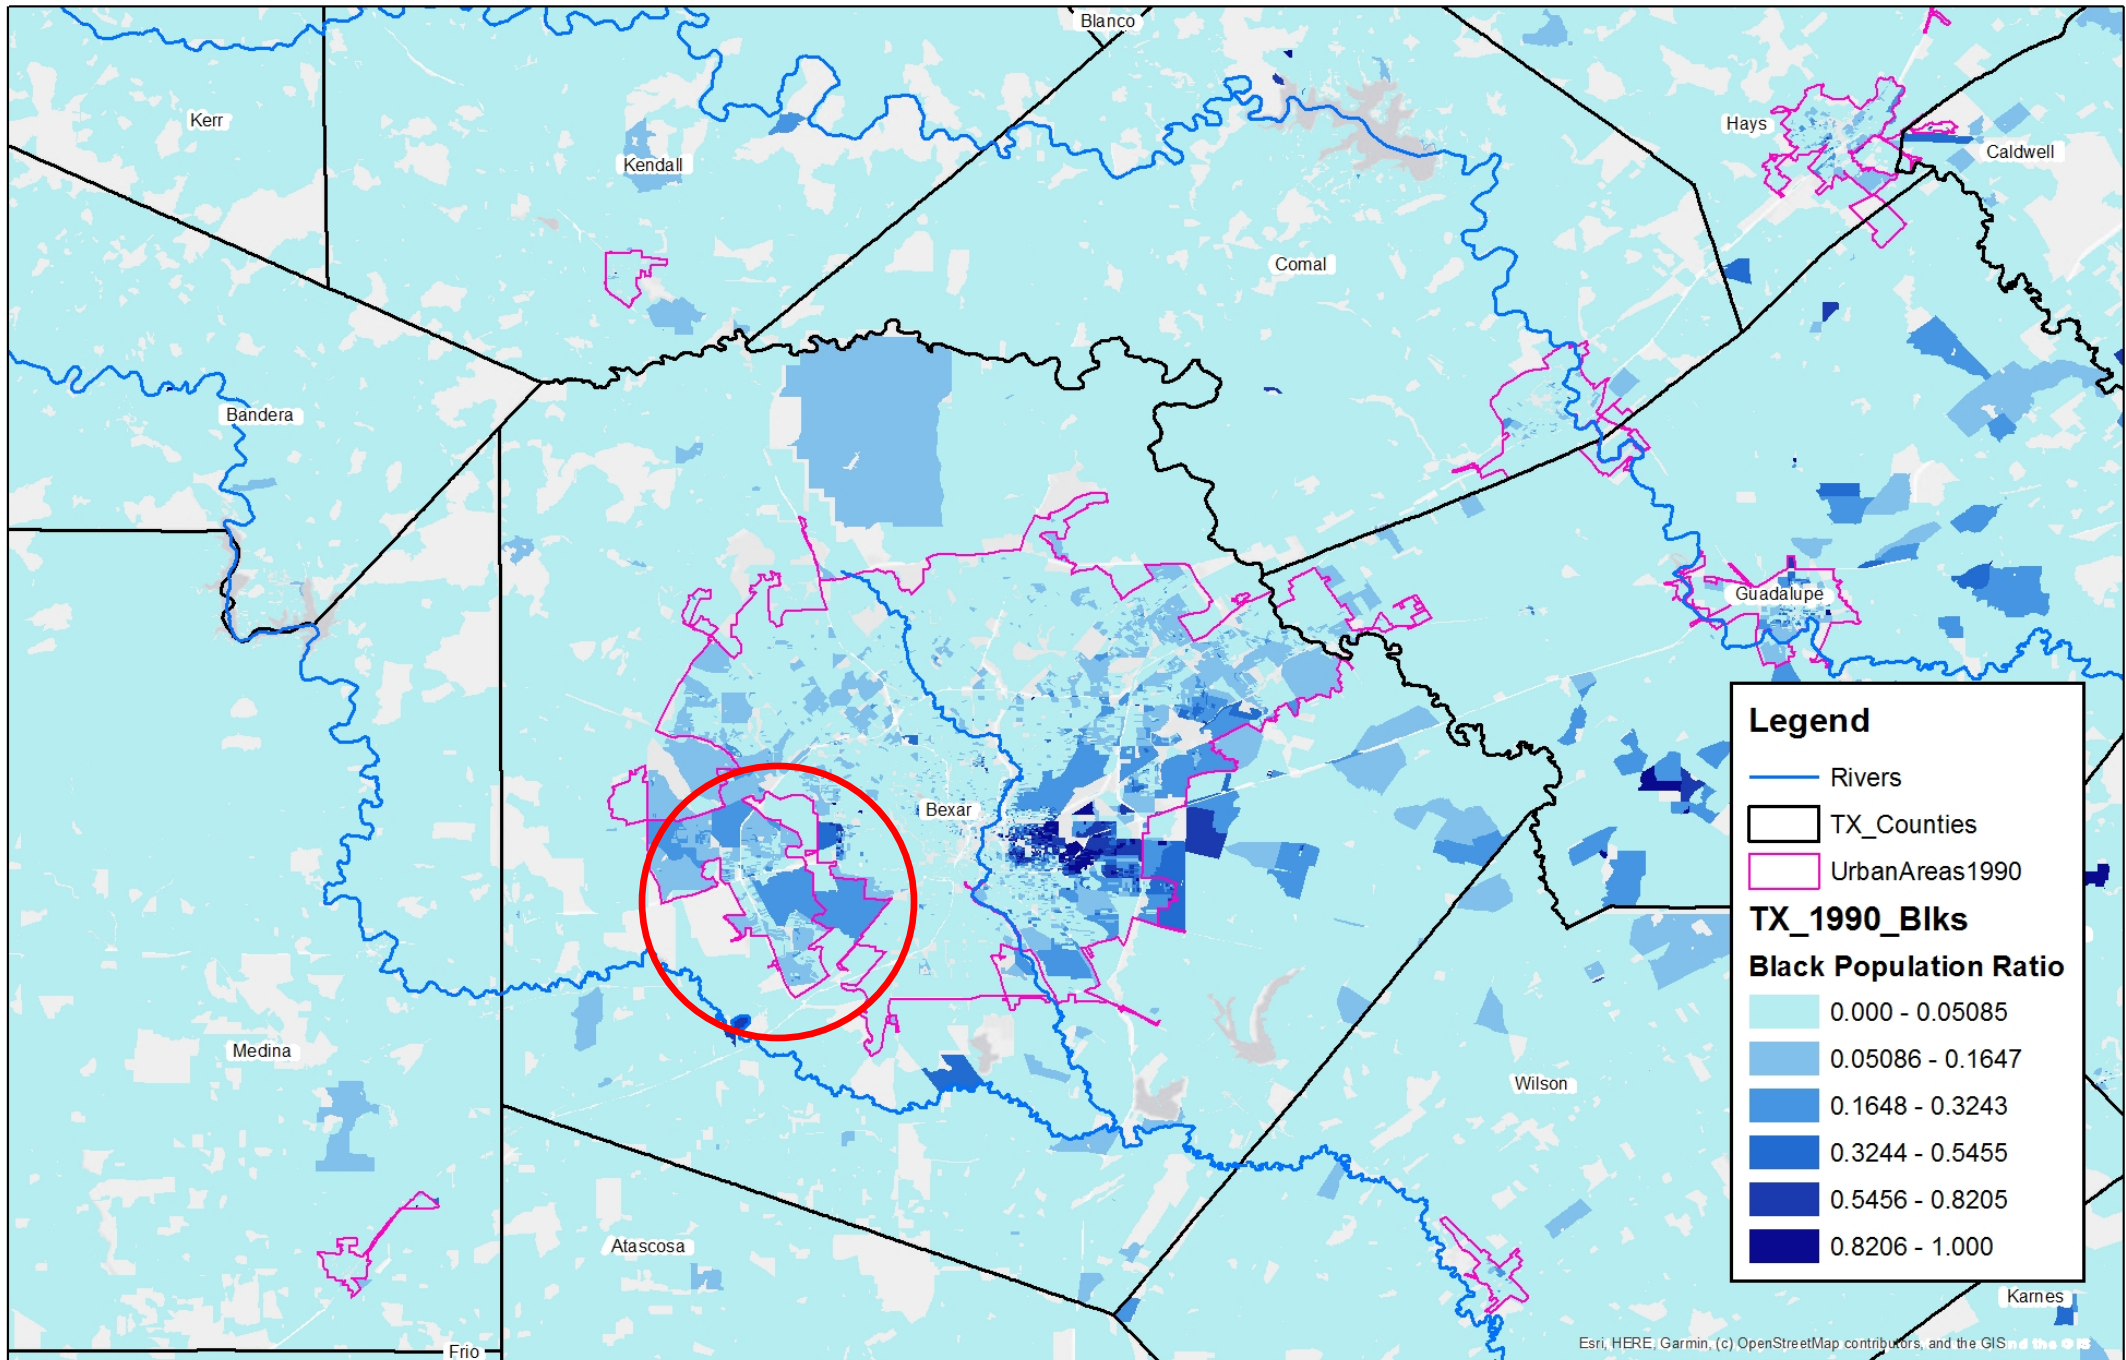 Blanco
Kerr
Hays
Caldwell
Kendall
Comal
Bandera
Guadalupe
Bexar
Medina
Wilson
Atascosa
Karnes
Frio
Legend
Rivers
TX_Counties
UrbanAreas1990
TX_1990_Blks
Black Population Ratio
0.000 - 0.05085
0.05086 - 0.1647
0.1648 - 0.3243
0.3244 - 0.5455
0.5456 - 0.8205
0.8206 - 1.000
Esri, HERE, Garmin, (c) OpenStreetMap contributors, and the GIS